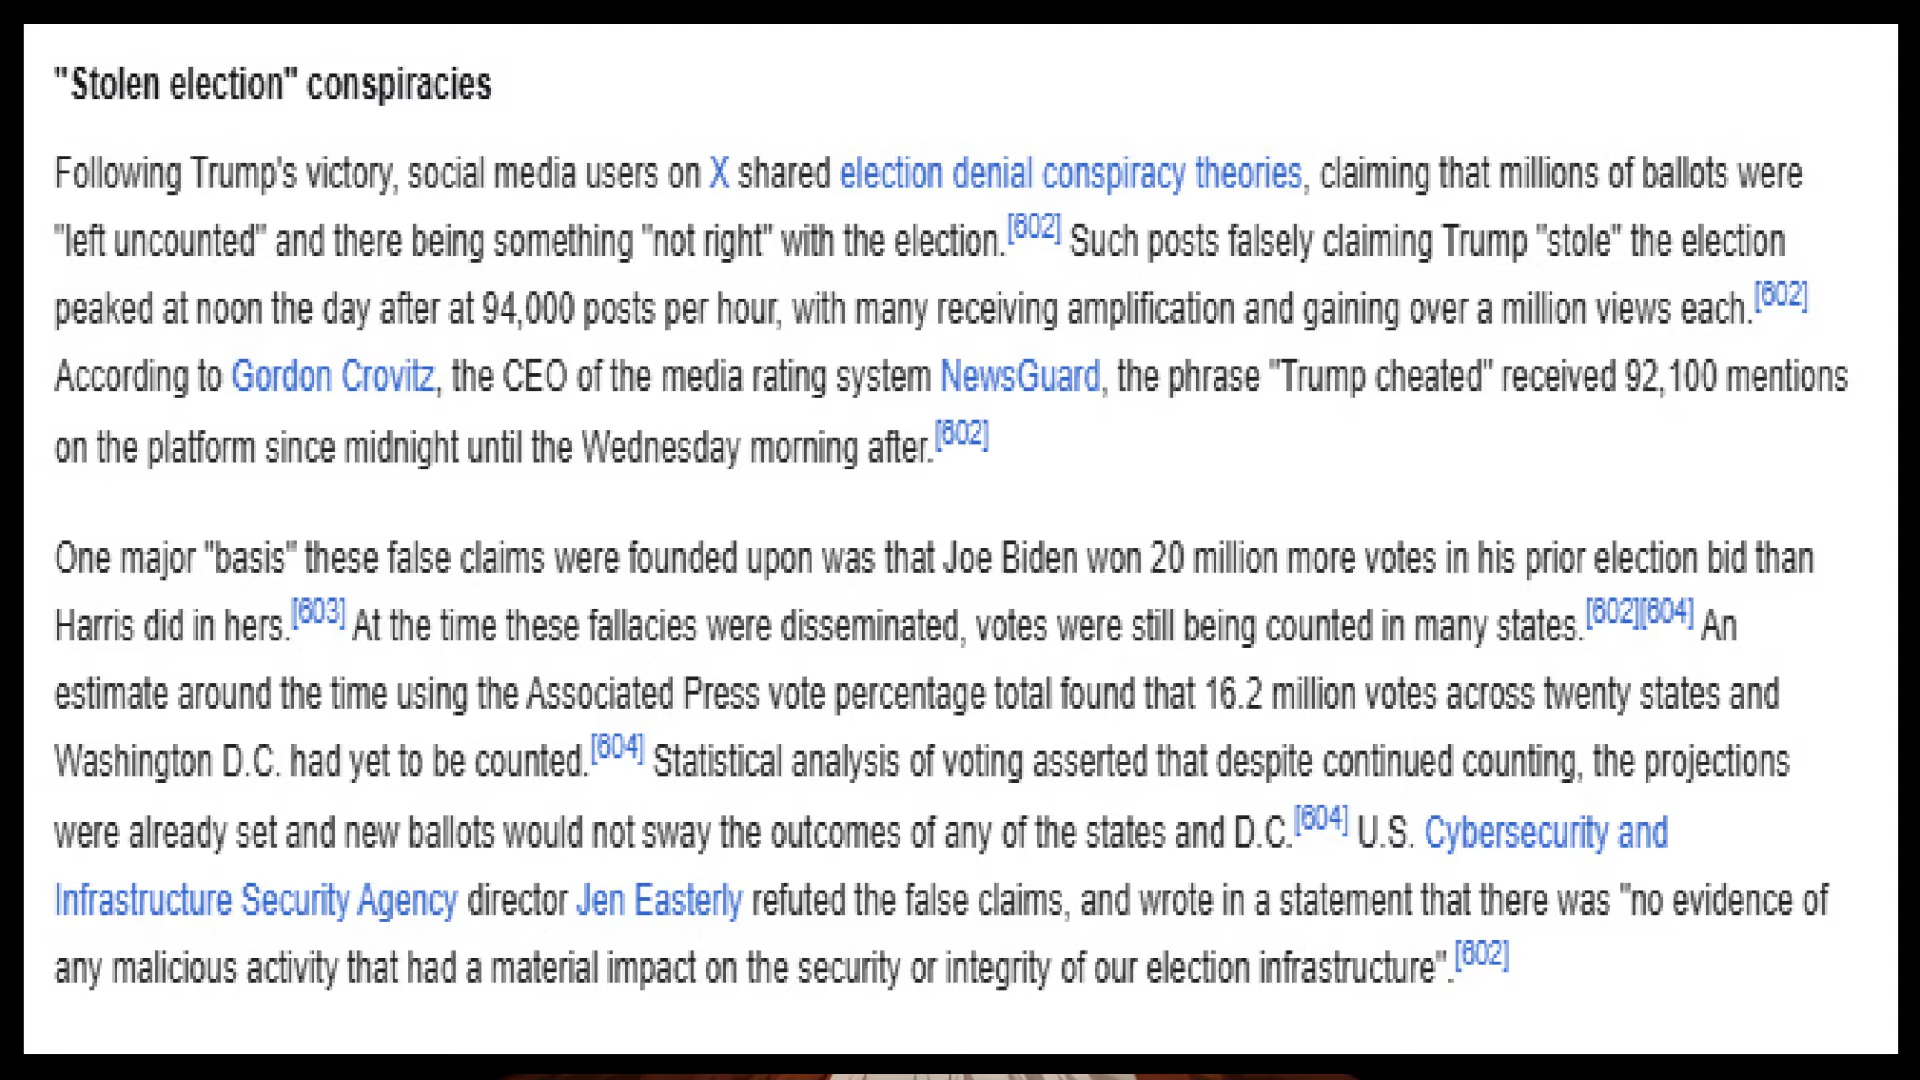 "Stolen election" conspiracies
Following Trump's victory, social media users on X shared election denial conspiracy theories, claiming that millions of ballots were
"left uncounted" and there being something "not right" with the election.[602] Such posts falsely claiming Trump "stole" the election
peaked at noon the day after at 94,000 posts per hour, with many receiving amplification and gaining over a million views each.[602]
According to Gordon Crovitz, the CEO of the media rating system NewsGuard, the phrase "Trump cheated" received 92,100 mentions
on the platform since midnight until the Wednesday morning after.[602]
One major "basis" these false claims were founded upon was that Joe Biden won 20 million more votes in his prior election bid than
Harris did in hers.[603] At the time these fallacies were disseminated, votes were still being counted in many states.[602][604] An
estimate around the time using the Associated Press vote percentage total found that 16.2 million votes across twenty states and
Washington D.C. had yet to be counted.[604] Statistical analysis of voting asserted that despite continued counting, the projections
were already set and new ballots would not sway the outcomes of any of the states and D.C.[604] U.S. Cybersecurity and
Infrastructure Security Agency director Jen Easterly refuted the false claims, and wrote in a statement that there was "no evidence of
any malicious activity that had a material impact on the security or integrity of our election infrastructure".[602]